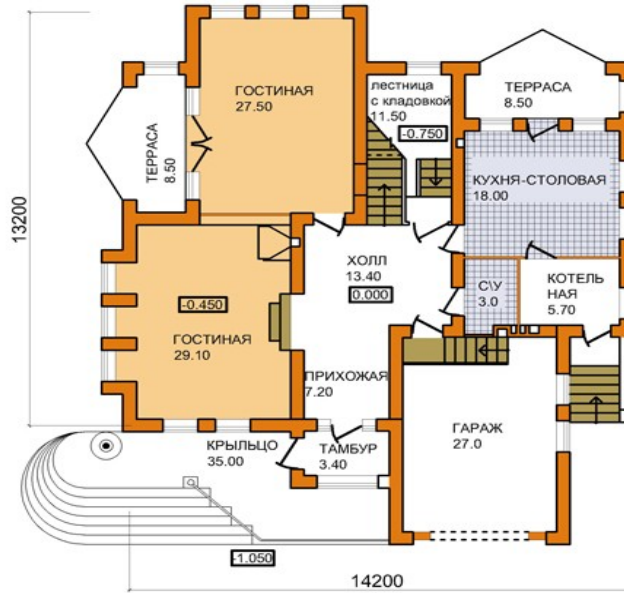 ГОСТИНАЯ
27.50
лестница
с кладовкой
11.50
-0.750
ТЕРРАСА
8.50
ТЕРРАСА
8.50
КУХНЯ-СТОЛОВАЯ
18.00
13200
ХОЛЛ
13.40
0.000
С\У
3.0
КОТЕЛЬ
НАЯ
5.70
-0.450
ГОСТИНАЯ
29.10
ПРИХОЖАЯ
7.20
ГАРАЖ
27.0
КРЫЛЬЦО
35.00
ТАМБУР
3.40
-1.050
14200